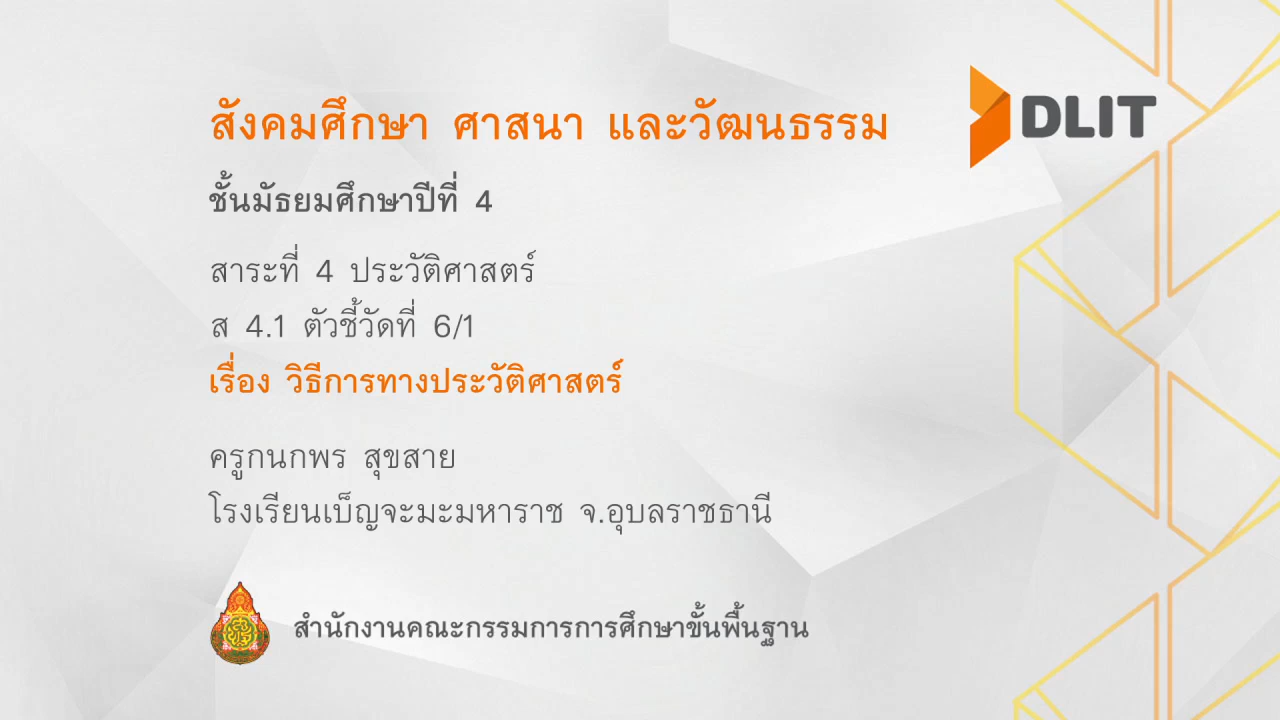 สังคมศึกษา ศาสนา และวัฒนธรรม
DLIT
ชั้นมัธยมศึกษาปีที่ 4
สาระที่ 4 ประวัติศาสตร์
ส 4.1 ตัวชี้วัดที่ 6/1
เรื่อง วิธีการทางประวัติศาสตร์
ครูกนกพร สุขสาย
โรงเรียนเบ็ญจะมะมหาราช จ.อุบลราชธานี
สำนักงานคณะกรรมการการศึกษาขั้นพื้นฐาน